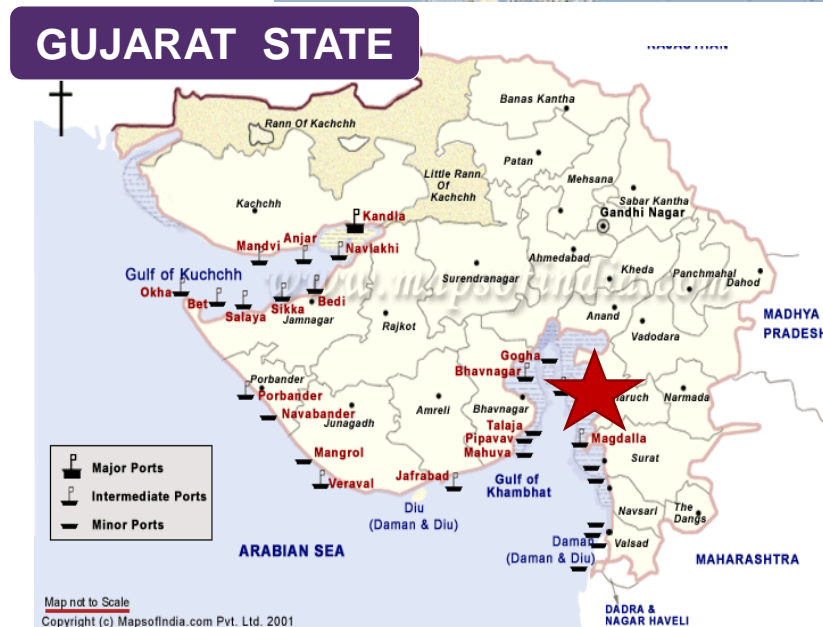 GUJARAT STATE
Banas Kantha
Rann Of Kachchh
Patan
Mehsana
Little Rann
Of
Kachchh
Sabar Kantha
Kachchh
Gandhi Nagar
Kandla
Anjar
Mandvi
Navlakhi
Ahmedabad
Gulf of Kuchchh
Surendranagar
Kheda
Panchmahal
Dahod
www.mapsofindia.com
Okha
Bet
Salaya
Sikka
Bedi
Jamnagar
Rajkot
Anand
Vadodara
MADHYA
PRADESH
Gogha
Bhavnagar
Porbander
Porbander
Navabander
Junagadh
Amreli
Bhavnagar
Narmada
Talaja
Pipavav
Mahuva
Magdalla
Surat
Mangrol
Veraval
Jafrabad
Gulf of
Khambhat
Major Ports
Intermediate Ports
Minor Ports
Diu
(Daman & Diu)
Navsari
The
Dangs
Valsad
Daman
(Daman & Diu)
ARABIAN SEA
MAHARASHTRA
Map not to Scale
Copyright (c) MapsofIndia.com Pvt. Ltd. 2001
DADRA &
NAGAR HAVELI